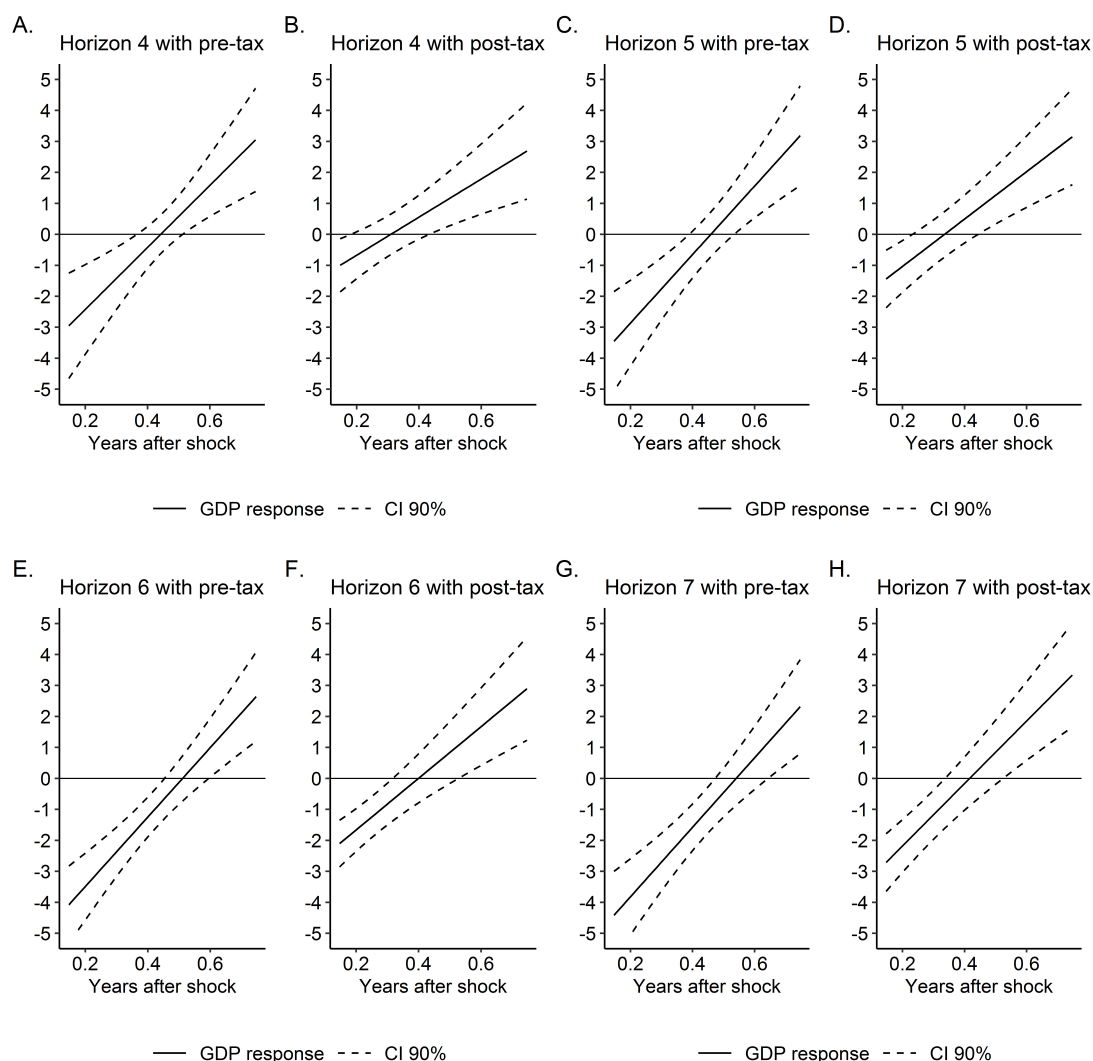 A. B. C. D.
Horizon 4 with pre-tax Horizon 4 with post-tax Horizon 5 with pre-tax Horizon 5 with post-tax
5 5 5 5
4 4 4 4
3 3 3 3
2 2 2 2
1 1 1 1
0 0 0 0
-1 -1 -1 -1
-2 -2 -2 -2
-3 -3 -3 -3
-4 -4 -4 -4
-5 -5 -5 -5
0.2 0.4 0.6 0.2 0.4 0.6 0.2 0.4 0.6 0.2 0.4 0.6
Years after shock Years after shock Years after shock Years after shock
GDP response CI 90% GDP response CI 90%
E. F. G. H.
Horizon 6 with pre-tax Horizon 6 with post-tax Horizon 7 with pre-tax Horizon 7 with post-tax
5 5 5 5
4 4 4 4
3 3 3 3
2 2 2 2
1 1 1 1
0 0 0 0
-1 -1 -1 -1
-2 -2 -2 -2
-3 -3 -3 -3
-4 -4 -4 -4
-5 -5 -5 -5
0.2 0.4 0.6 0.2 0.4 0.6 0.2 0.4 0.6 0.2 0.4 0.6
Years after shock Years after shock Years after shock Years after shock
GDP response CI 90% GDP response CI 90%